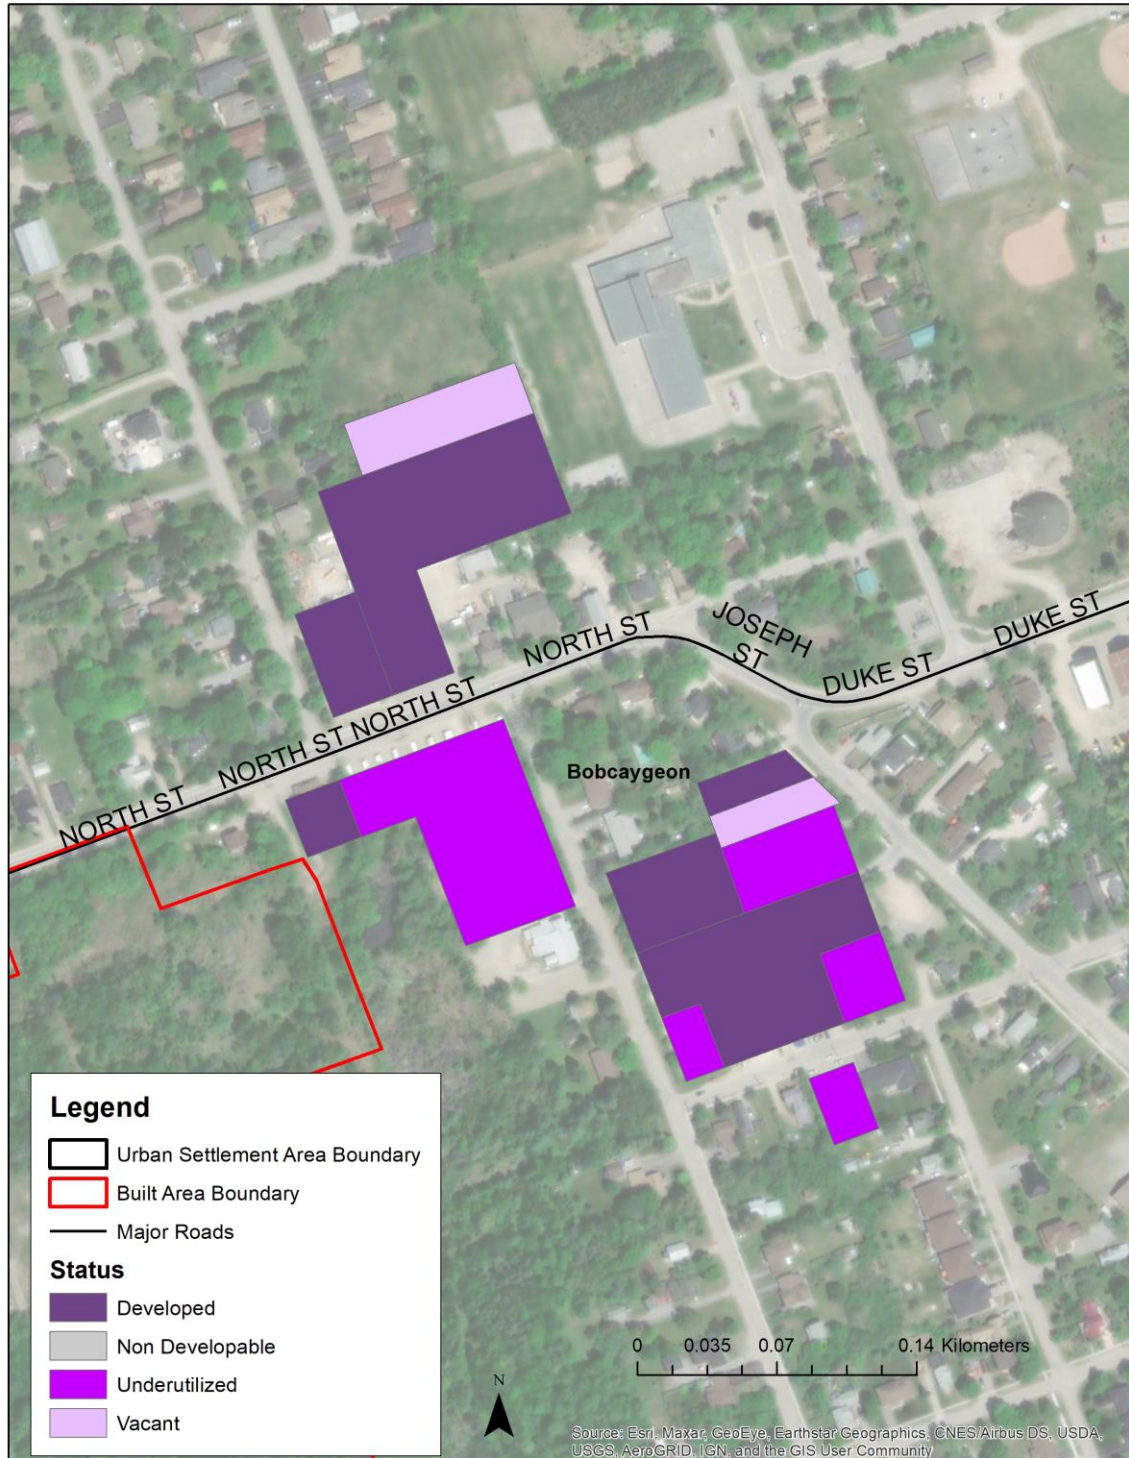 NORTH ST
JOSEPH
ST
DUKE ST
DUKE ST
NORTH ST
NORTH ST
NORTH ST
Bobcaygeon
Legend
Urban Settlement Area Boundary
Built Area Boundary
Major Roads
Status
Developed
Non Developable
Underutilized
Vacant
N
0 0.035 0.07 0.14 Kilometers
Source: Esri, Maxar, GeoEye, Earthstar Geographics, CNES/Airbus DS, USDA,
USGS, AeroGRID, IGN, and the GIS User Community